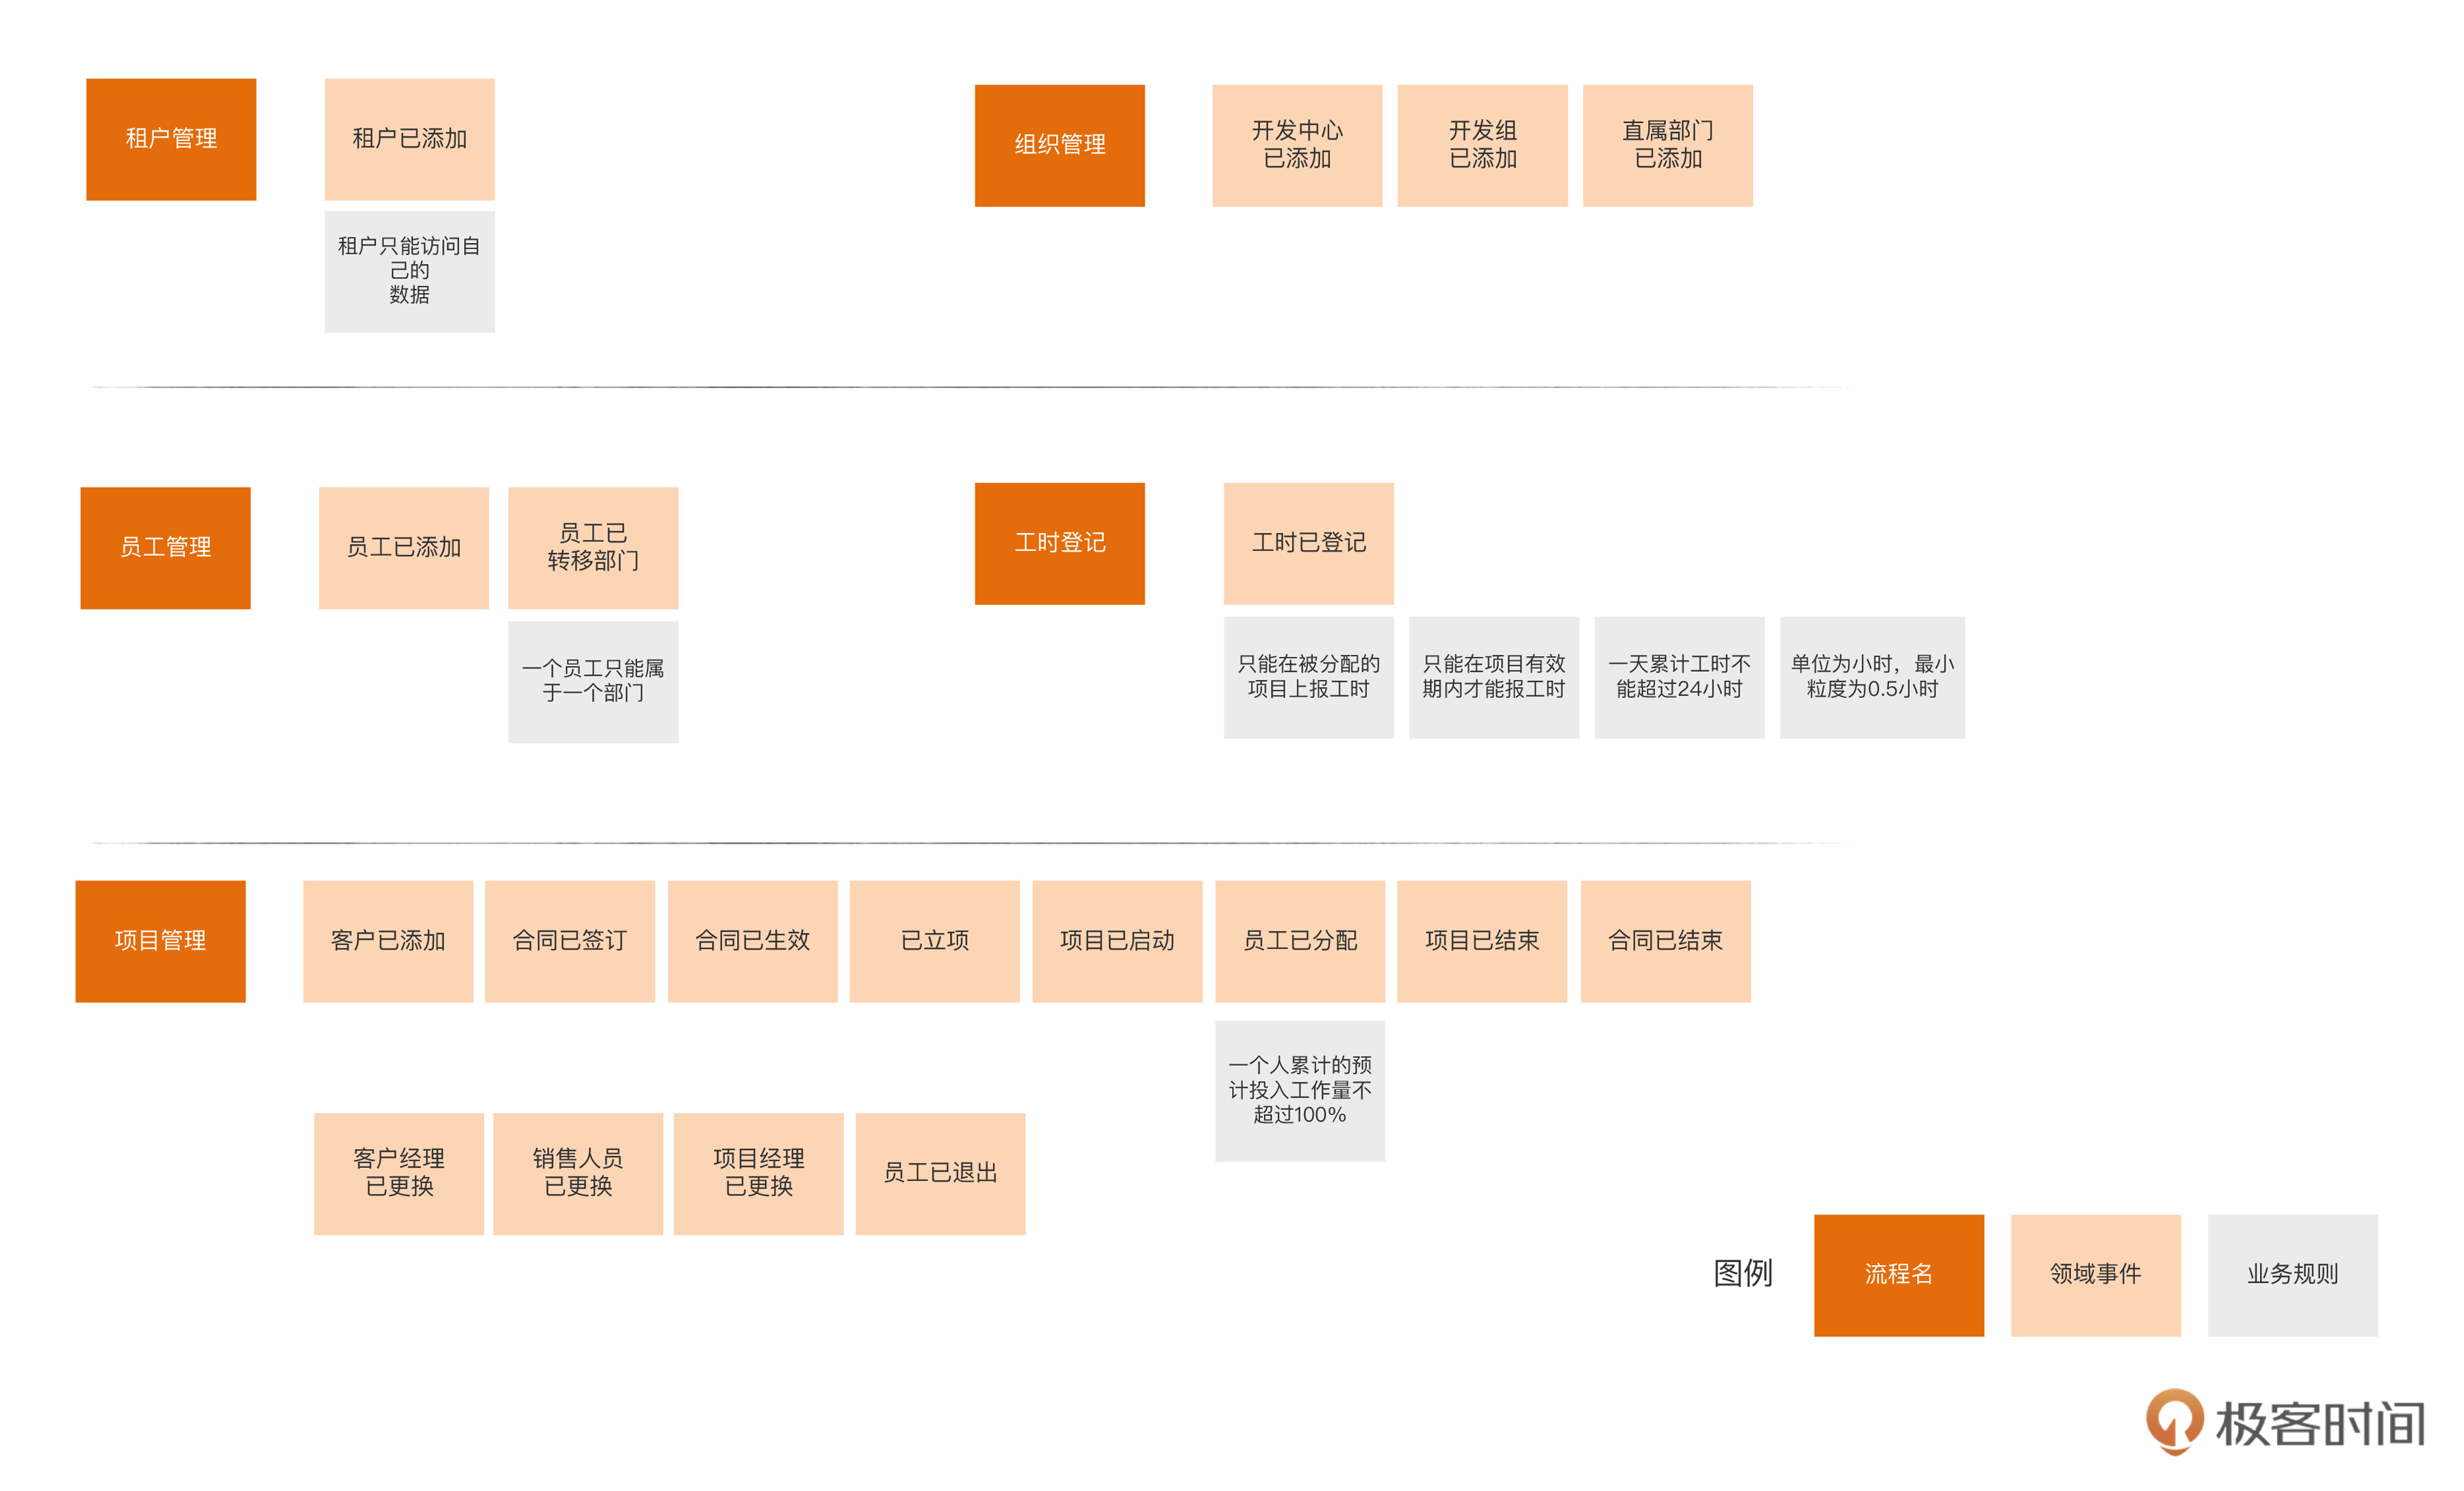 租户管理
租户已添加
租户只能访问自
己的
数据
组织管理
开发中心
已添加
开发组
已添加
直属部门
已添加
员工管理
员工已添加
员工已
转移部门
一个员工只能属
于一个部门
工时登记
工时已登记
只能在被分配的
项目上报工时
只能在项目有效
期内才能报工时
一天累计工时不
能超过24小时
单位为小时，最小
粒度为0.5小时
项目管理
客户已添加
合同已签订
合同已生效
已立项
项目已启动
员工已分配
项目已结束
合同已结束
一个人累计的预
计投入工作量不
超过100%
客户经理
已更换
销售人员
已更换
项目经理
已更换
员工已退出
图例
流程名
领域事件
业务规则
极客时间